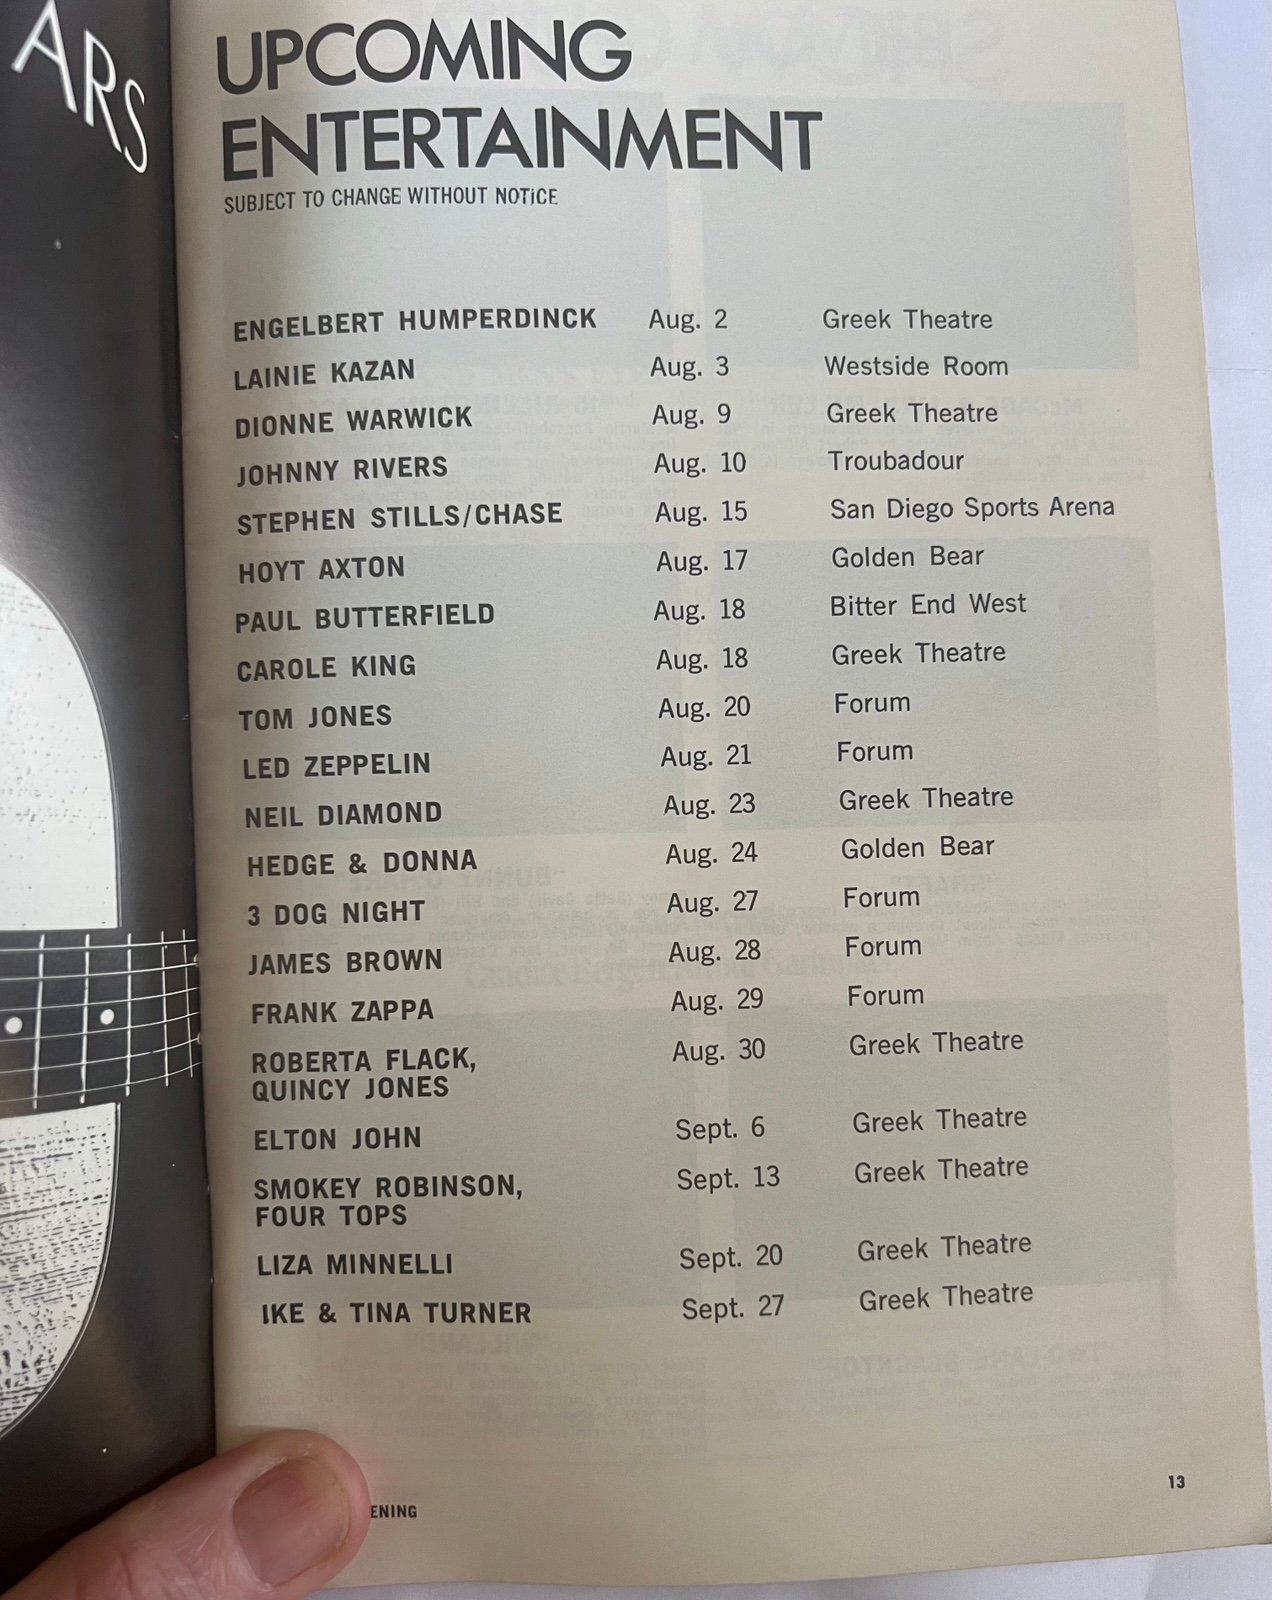 ARS
UPCOMING
ENTERTAINMENT
SUBJECT TO CHANGE WITHOUT NOTICE
ENGELBERT HUMPERDINCK Aug. 2 Greek Theatre
LAINIE KAZAN Aug. 3 Westside Room
DIONNE WARWICK Aug. 9 Greek Theatre
JOHNNY RIVERS Aug. 10 Troubadour
STEPHEN STILLS/CHASE Aug. 15 San Diego Sports Arena
HOYT AXTON Aug. 17 Golden Bear
PAUL BUTTERFIELD Aug. 18 Bitter End West
CAROLE KING Aug. 18 Greek Theatre
TOM JONES Aug. 20 Forum
LED ZEPPELIN Aug. 21 Forum
NEIL DIAMOND Aug. 23 Greek Theatre
HEDGE & DONNA Aug. 24 Golden Bear
3 DOG NIGHT Aug. 27 Forum
JAMES BROWN Aug. 28 Forum
FRANK ZAPPA Aug. 29 Forum
ROBERTA FLACK, Aug. 30 Greek Theatre
QUINCY JONES
ELTON JOHN Sept. 6 Greek Theatre
SMOKEY ROBINSON, Sept. 13 Greek Theatre
FOUR TOPS
LIZA MINNELLI Sept. 20 Greek Theatre
IKE & TINA TURNER Sept. 27 Greek Theatre
13
ENING